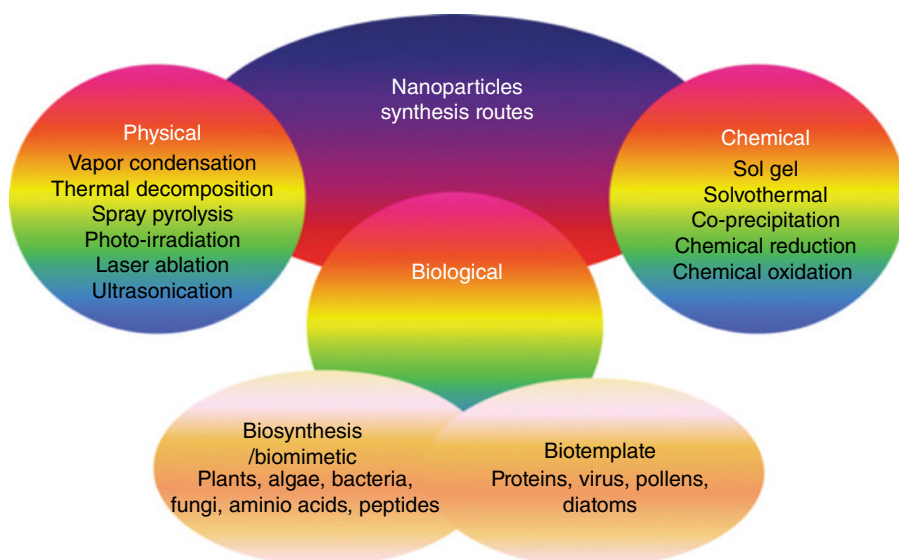 Nanoparticles
synthesis routes
Physical
Vapor condensation
Thermal decomposition
Spray pyrolysis
Photo-irradiation
Laser ablation
Ultrasonication
Chemical
Sol gel
Solvothermal
Co-precipitation
Chemical reduction
Chemical oxidation
Biological
Biosynthesis
/biomimetic
Plants, algae, bacteria,
fungi, aminio acids, peptides
Biotemplate
Proteins, virus, pollens,
diatoms